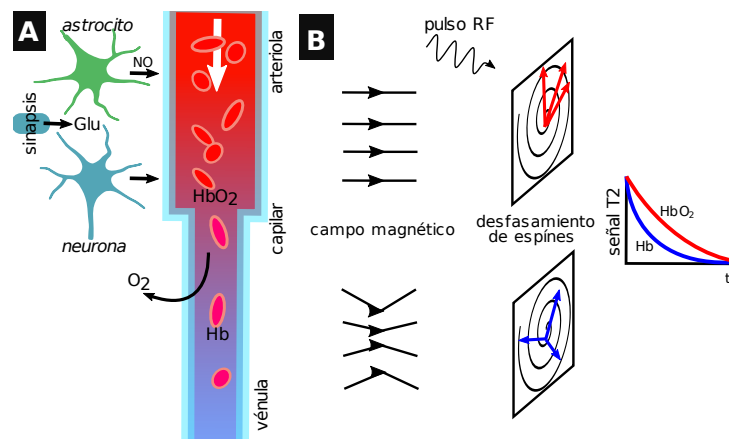 A
astrocito
NO
sinapsis
Glu
neurona
HbO2
O2
Hb
arteriola
capilar
vénula
B
pulso RF
campo magnético
desfasamiento
de espínes
señal T2
HbO2
Hb
t